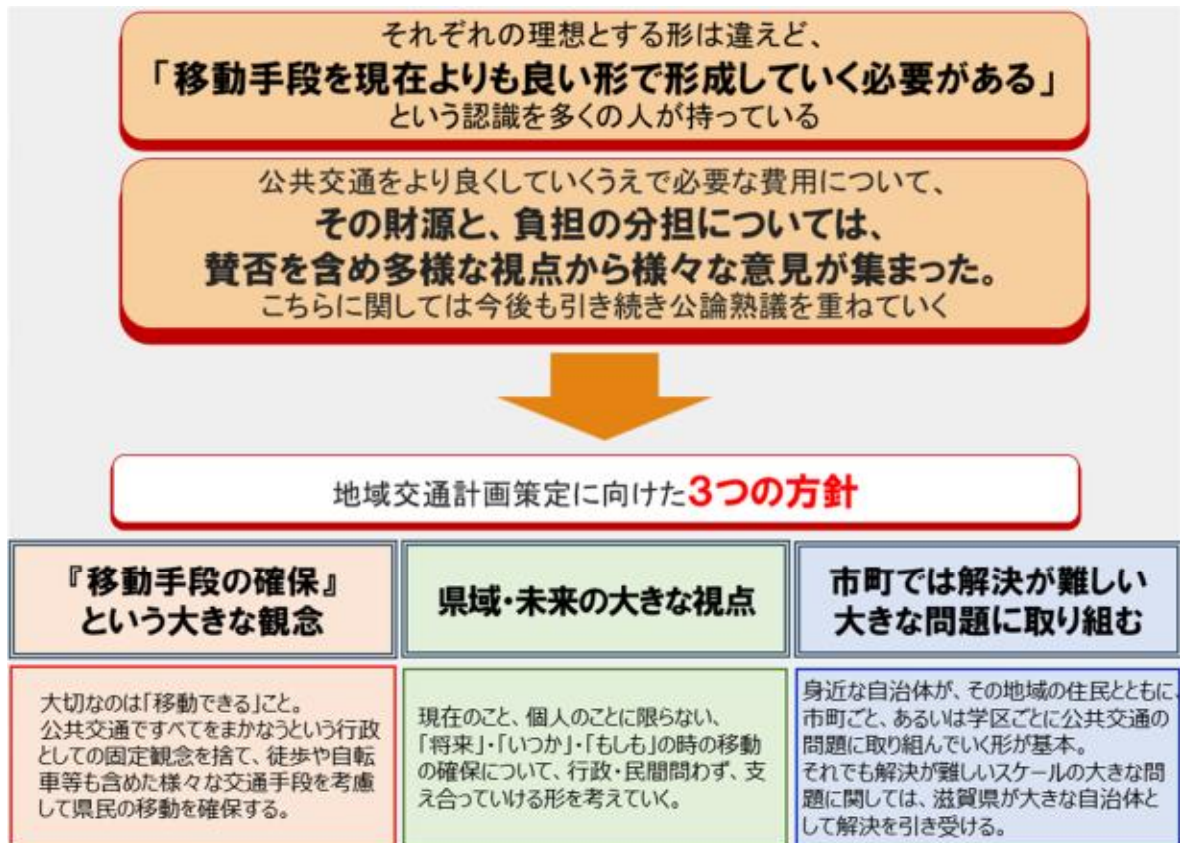 それぞれの理想とする形は違えど、
「移動手段を現在よりも良い形で形成していく必要がある」
という認識を多くの人が持っている
公共交通をより良くしていくうえで必要な費用について、
その財源と、負担の分担については、
賛否を含め多様な視点から様々な意見が集まった。
こちらに関しては今後も引き続き公論熟議を重ねていく
地域交通計画策定に向けた3つの方針
『移動手段の確保』
という大きな観念
大切なのは「移動できる」こと。
公共交通ですべてをまかなうという行政
としての固定観念を捨て、徒歩や自転
車等も含めた様々な交通手段を考慮
して県民の移動を確保する。
県域・未来の大きな視点
現在のこと、個人のことに限らない、
「将来」・「いつか」・「もしも」の時の移動
の確保について、行政・民間問わず、支
え合っていける形を考えていく。
市町では解決が難しい
大きな問題に取り組む
身近な自治体が、その地域の住民とともに、
市町ごと、あるいは学区ごとに公共交通の
問題に取り組んでいく形が基本。
それでも解決が難しいスケールの大きな問
題に関しては、滋賀県が大きな自治体と
して解決を引き受ける。